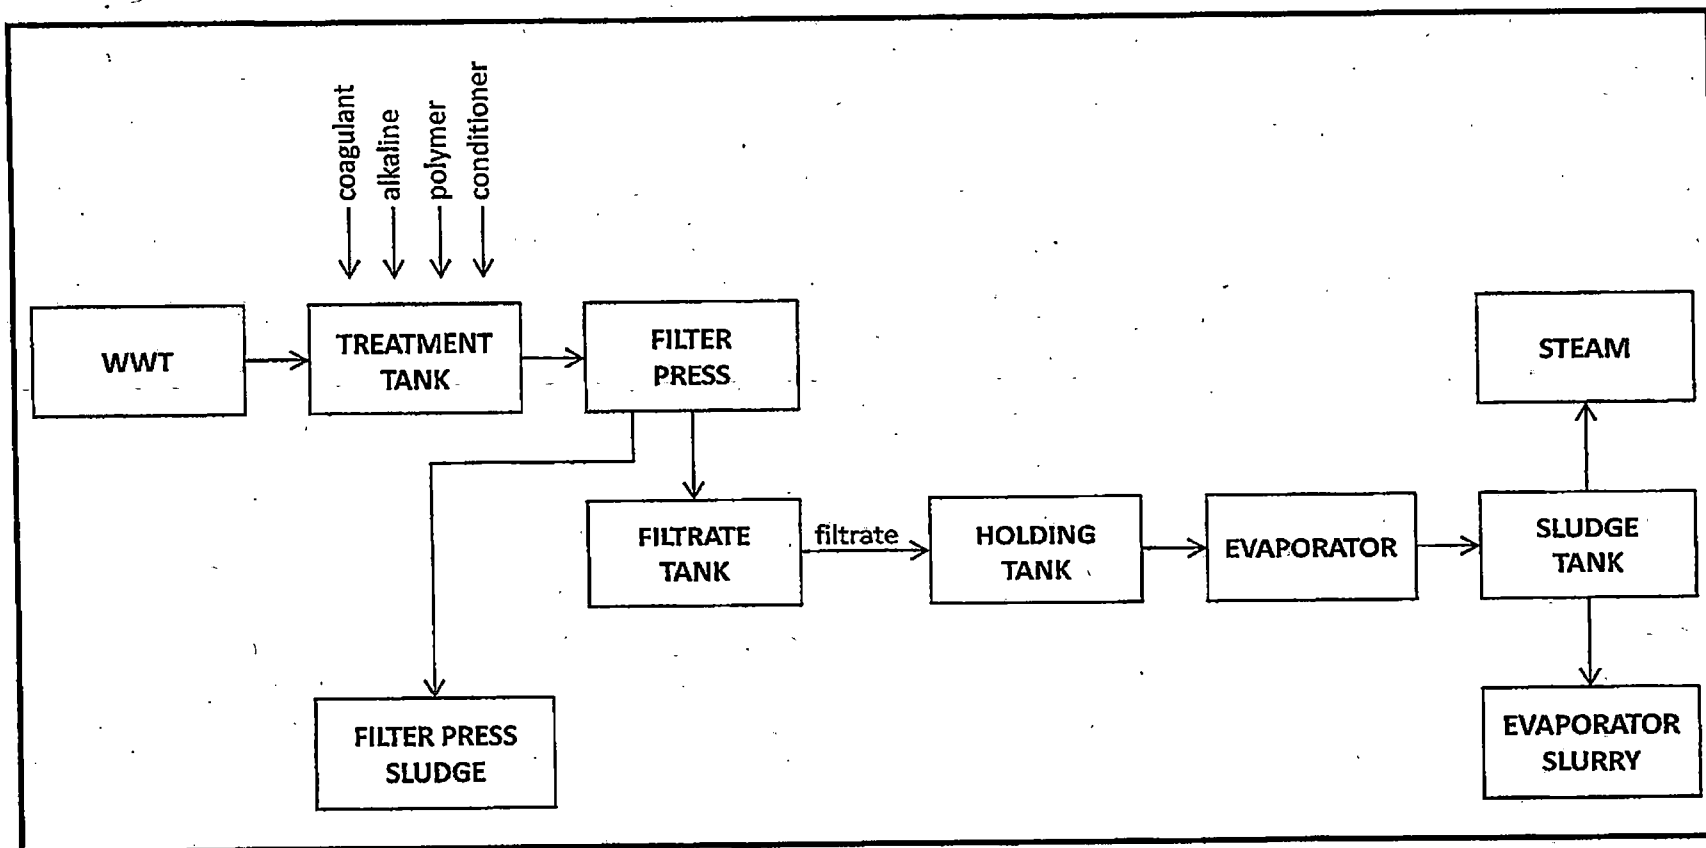 coagulant
alkaline
polymer
conditioner
WWT
TREATMENT
TANK
FILTER
PRESS
STEAM
FILTRATE
TANK
filtrate
HOLDING
TANK
EVAPORATOR
SLUDGE
TANK
FILTER PRESS
SLUDGE
EVAPORATOR
SLURRY